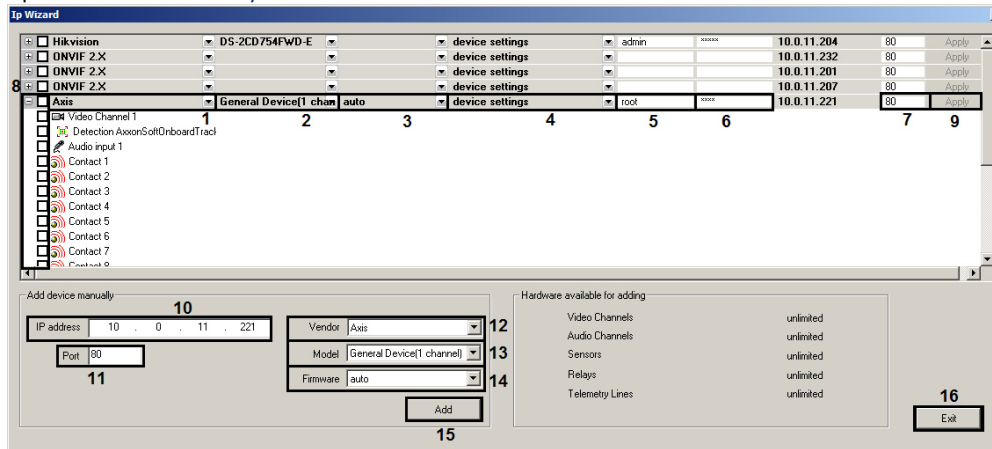 Ip Wizard
Hikvision DS-2CD754FWD-E device settings admin ***** 10.0.11.204 80 Apply
ONVIF 2.X device settings 10.0.11.232 80 Apply
ONVIF 2.X device settings 10.0.11.201 80 Apply
8 ONVIF 2.X device settings 10.0.11.207 80 Apply
Axis General Device(1 chan auto device settings root **** 10.0.11.221 80 Apply
Video Channel 1 1 2 3 4 5 6 7 9
Detection AxxonSoftOnboardTrack
Audio input 1
Contact 1
Contact 2
Contact 3
Contact 4
Contact 5
Contact 6
Contact 7
Contact 8
Add device manually
10
IP address 10 . 0 . 11 . 221
Port 80
11
Vendor Axis 12
Model General Device(1 channel) 13
Firmware auto 14
Add
15
Hardware available for adding
Video Channels unlimited
Audio Channels unlimited
Sensors unlimited
Relays unlimited
Telemetry Lines unlimited
16
Exit